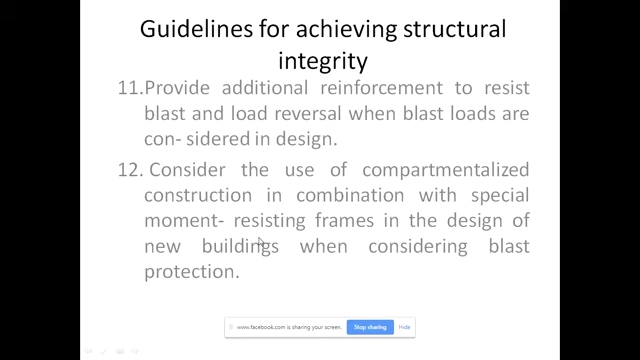 Guidelines for achieving structural
integrity
11.Provide additional reinforcement to resist
blast and load reversal when blast loads are
con- sidered in design.
12. Consider the use of compartmentalized
construction in combination with special
moment- resisting frames in the design of
new buildings when considering blast
protection.
www.facebook.com is sharing your screen. Stop sharing Hide